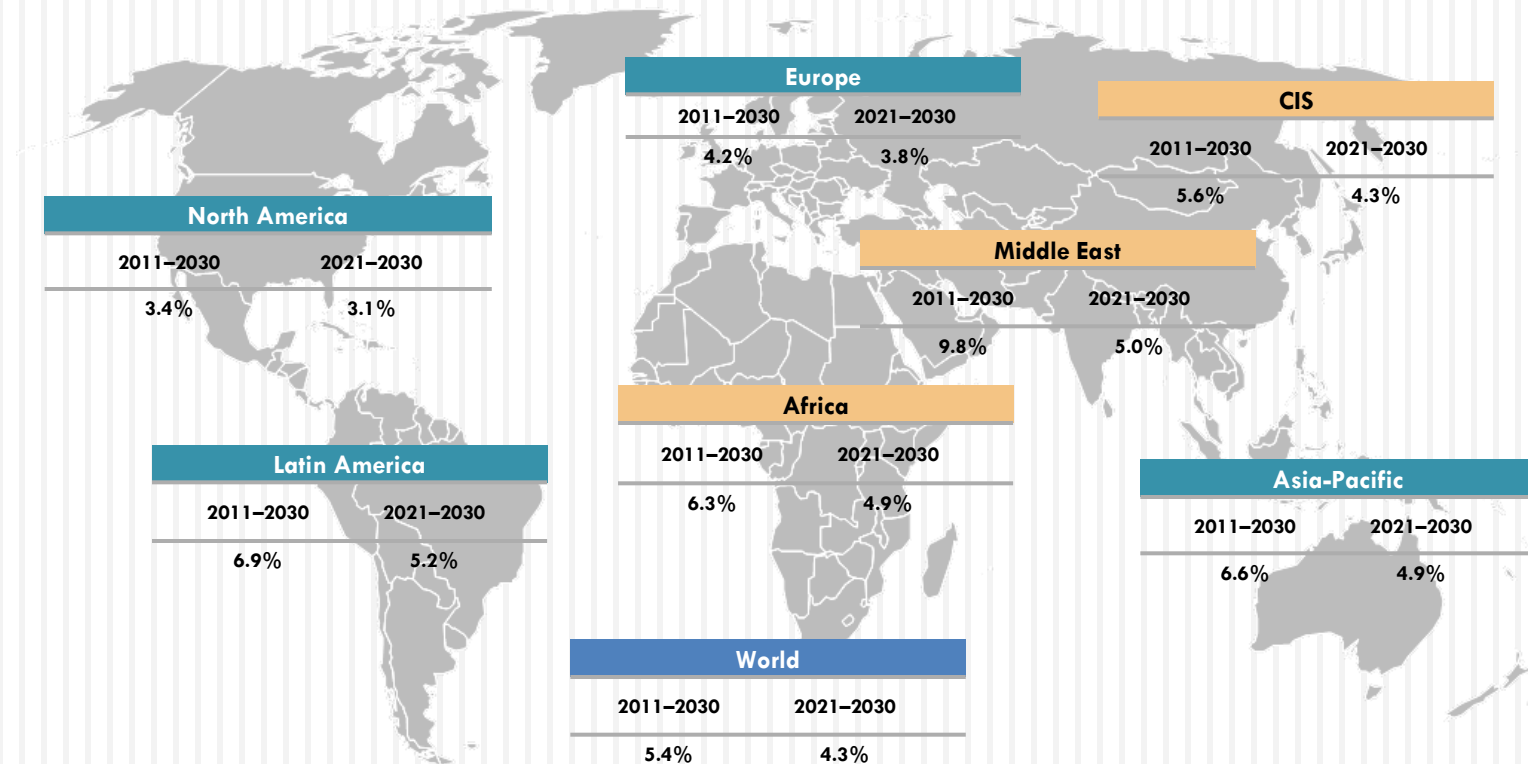 Europe
2011–2030 2021–2030
4.2% 3.8%
CIS
2011–2030 2021–2030
5.6% 4.3%
North America
2011–2030 2021–2030
3.4% 3.1%
Middle East
2011–2030 2021–2030
9.8% 5.0%
Africa
2011–2030 2021–2030
6.3% 4.9%
Latin America
2011–2030 2021–2030
6.9% 5.2%
Asia-Pacific
2011–2030 2021–2030
6.6% 4.9%
World
2011–2030 2021–2030
5.4% 4.3%